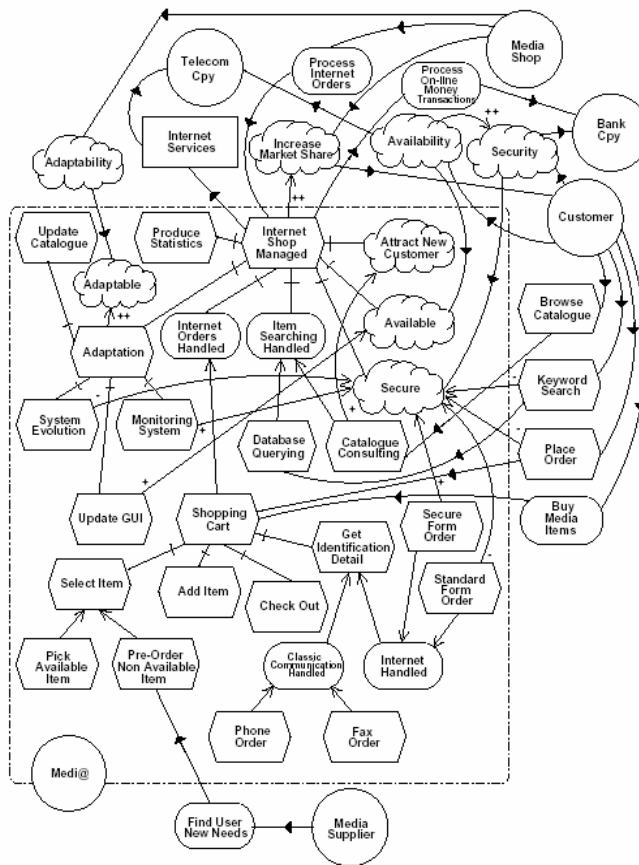 Media
Shop
Telecom
Cpy
Process
Internet
Orders
Process
On-line
Money
Transactions
Bank
Cpy
Internet
Services
Increase
Market Share
Availability
++
Security
Adaptability
++
Customer
Update
Catalogue
Produce
Statistics
Internet
Shop
Managed
Attract New
Customer
Adaptable
++
Browse
Catalogue
Available
Adaptation
Internet
Orders
Handled
Item
Searching
Handled
Keyword
Search
Secure
-
-
System
Evolution
Monitoring
System
+
+
Database
Querying
Catalogue
Consulting
-
Place
Order
+
+
Update GUI
Shopping
Cart
Get
Identification
Detail
Secure
Form
Order
Buy
Media
Items
-
Select Item
Add Item
Check Out
Standard
Form
Order
Pick
Available
Item
Pre-Order
Non Available
Item
Classic
Communication
Handled
Internet
Handled
Phone
Order
Fax
Order
Medi@
Find User
New Needs
Media
Supplier